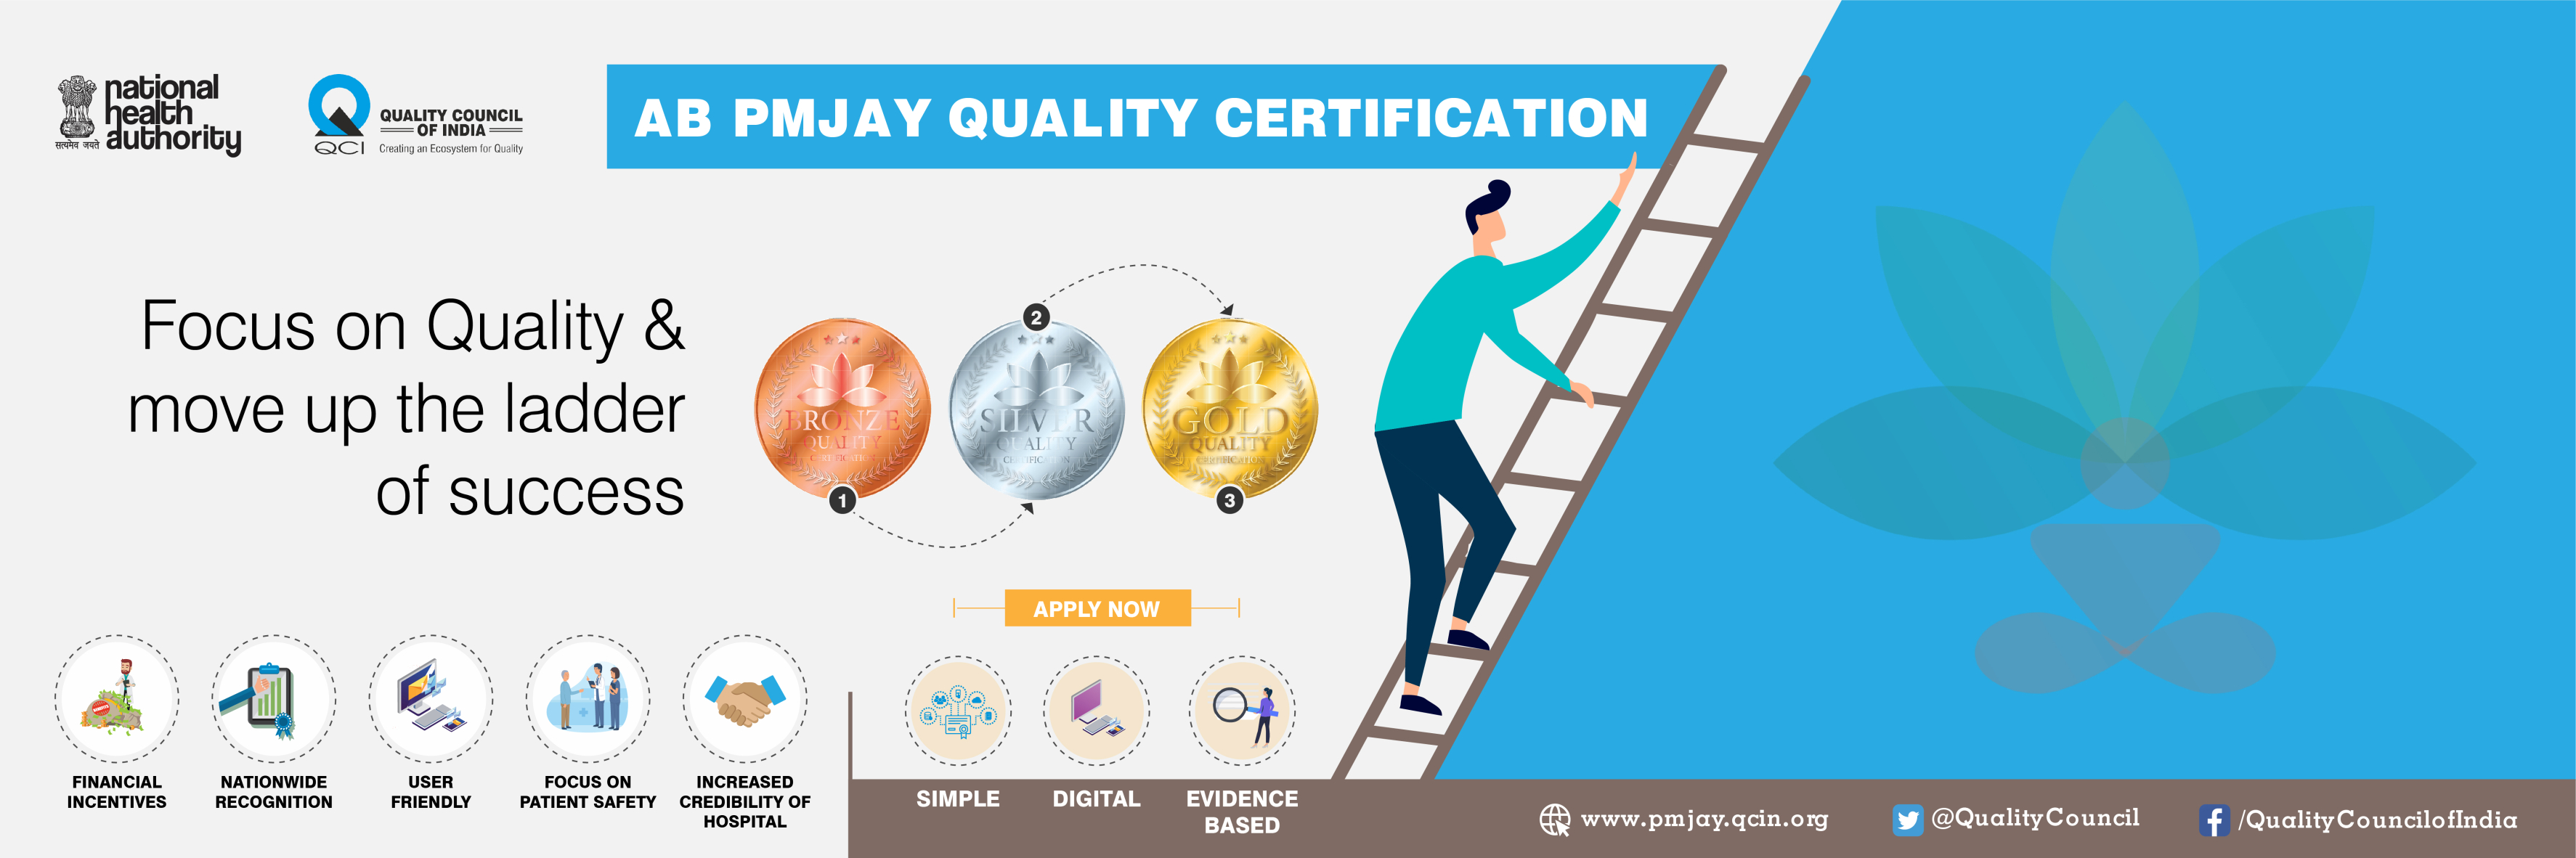 national
health
authority
सत्यमेव जयते
QCI
QUALITY COUNCIL
OF INDIA
Creating an Ecosystem for Quality
AB PMJAY QUALITY CERTIFICATION
Focus on Quality &
move up the ladder
of success
BRONZE
QUALITY
CERTIFICATION
1
2
SILVER
QUALITY
CERTIFICATION
GOLD
QUALITY
CERTIFICATION
3
APPLY NOW
FINANCIAL
INCENTIVES
NATIONWIDE
RECOGNITION
USER
FRIENDLY
FOCUS ON
PATIENT SAFETY
INCREASED
CREDIBILITY OF
HOSPITAL
SIMPLE
DIGITAL
EVIDENCE
BASED
www.pmjay.qcin.org
@QualityCouncil
/QualityCouncilofIndia